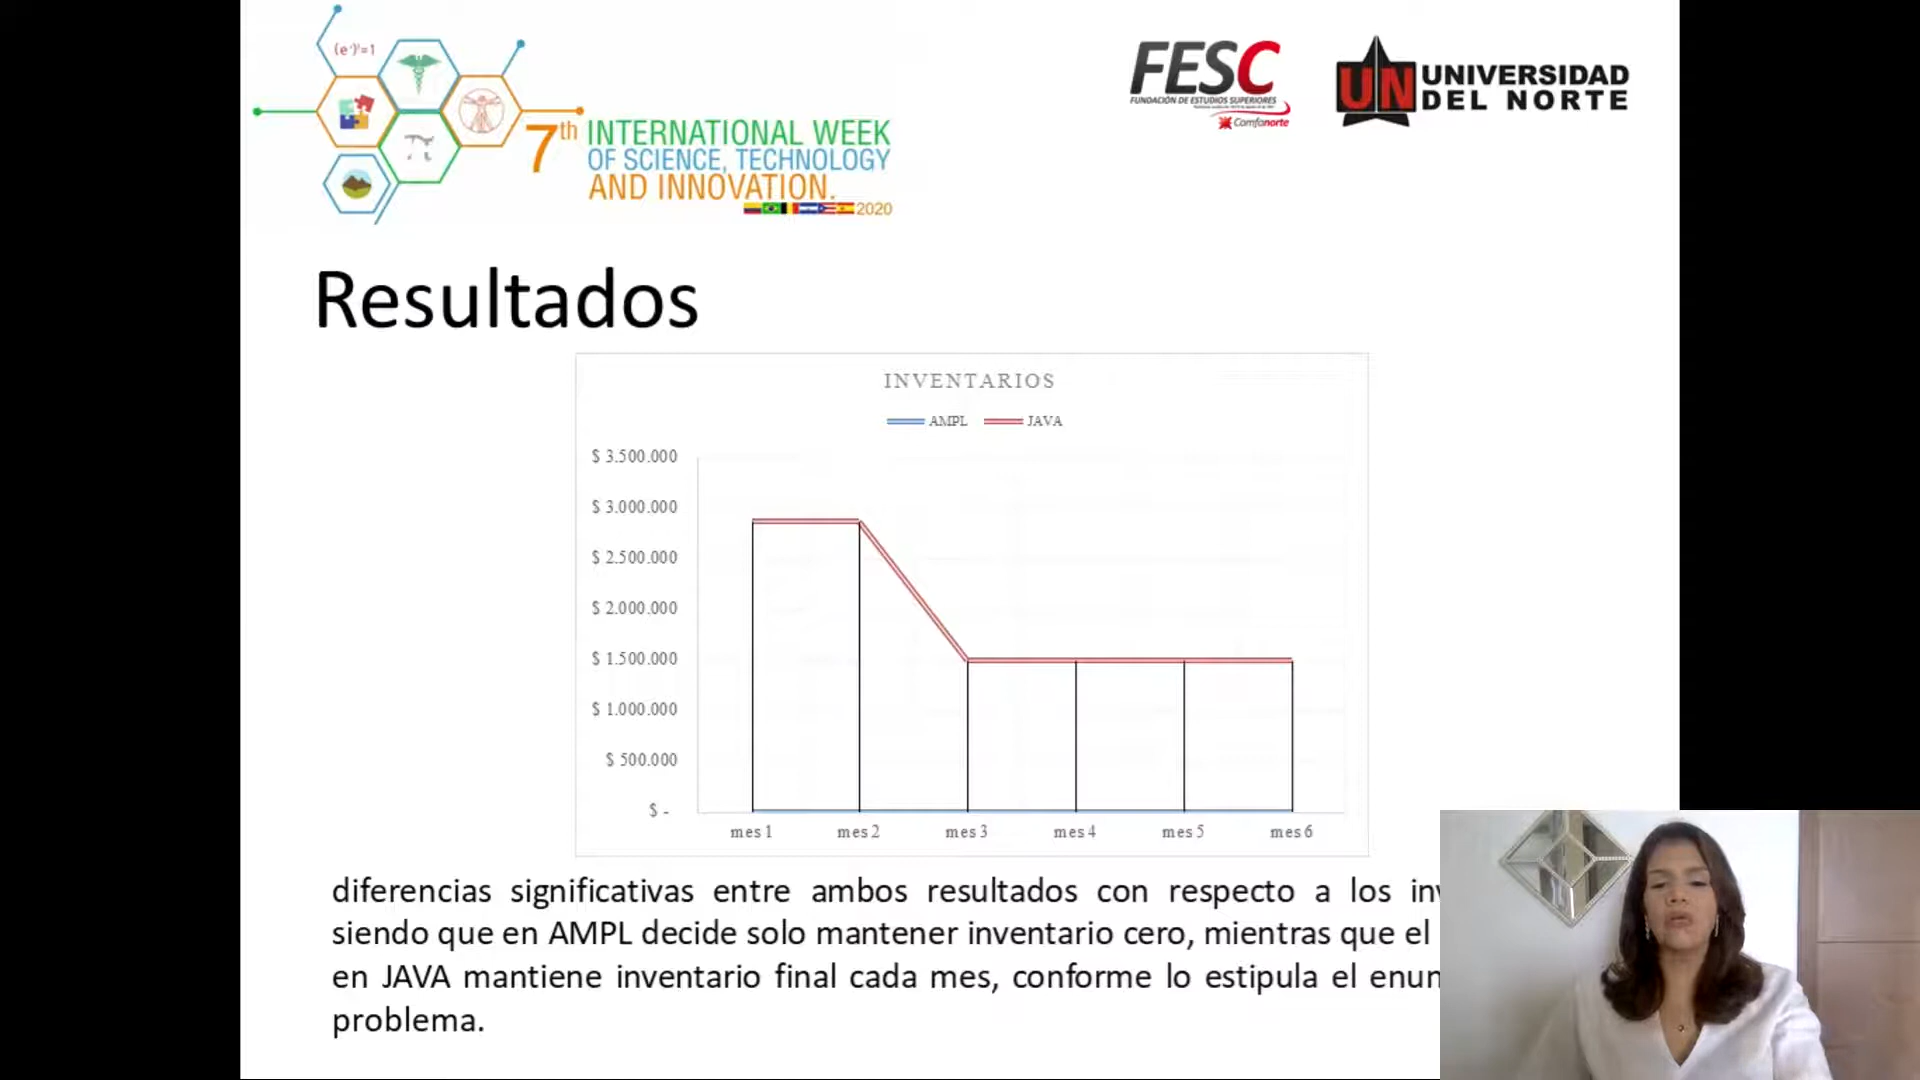 (e')'=1
7th INTERNATIONAL WEEK
OF SCIENCE, TECHNOLOGY
AND INNOVATION.
2020
FESC
FUNDACIÓN DE ESTUDIOS SUPERIORES
Comfanorte
UN UNIVERSIDAD
DEL NORTE
Resultados
INVENTARIOS
AMPL JAVA
$ 3.500.000
$ 3.000.000
$ 2.500.000
$ 2.000.000
$ 1.500.000
$ 1.000.000
$ 500.000
$ -
mes 1 mes 2 mes 3 mes 4 mes 5 mes 6
diferencias significativas entre ambos resultados con respecto a los
siendo que en AMPL decide solo mantener inventario cero, mientras que el
en JAVA mantiene inventario final cada mes, conforme lo estipula el
problema.